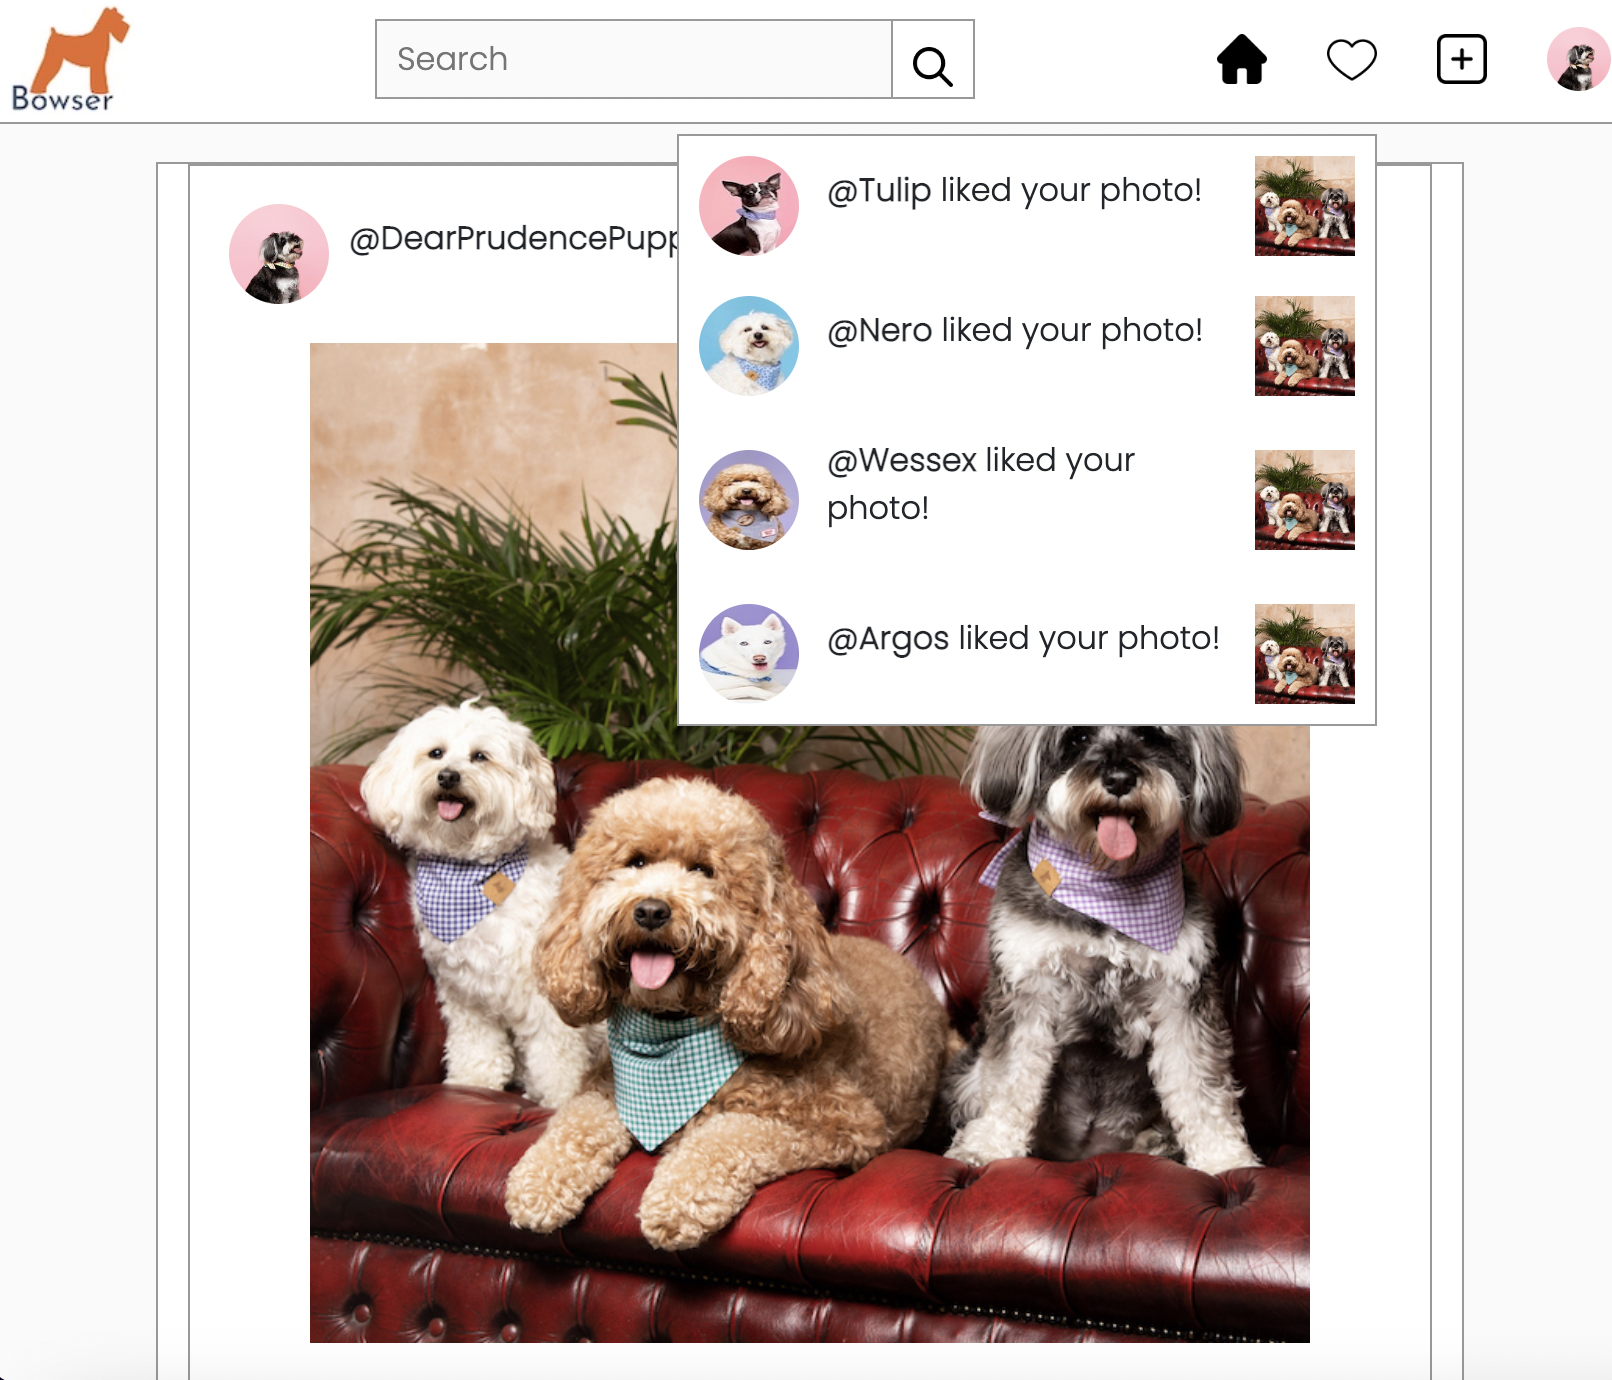 Bowser
Search
@DearPrudencePupp
@Tulip liked your photo!
@Nero liked your photo!
@Wessex liked your
photo!
@Argos liked your photo!